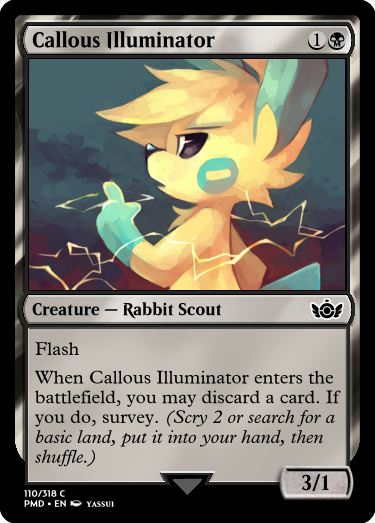 Callous Illuminator 1
Creature — Rabbit Scout
Flash
When Callous Illuminator enters the
battlefield, you may discard a card. If
you do, survey. (Scry 2 or search for a
basic land, put it into your hand, then
shuffle.)
3/1
110/318 C
PMD • EN YASSUI